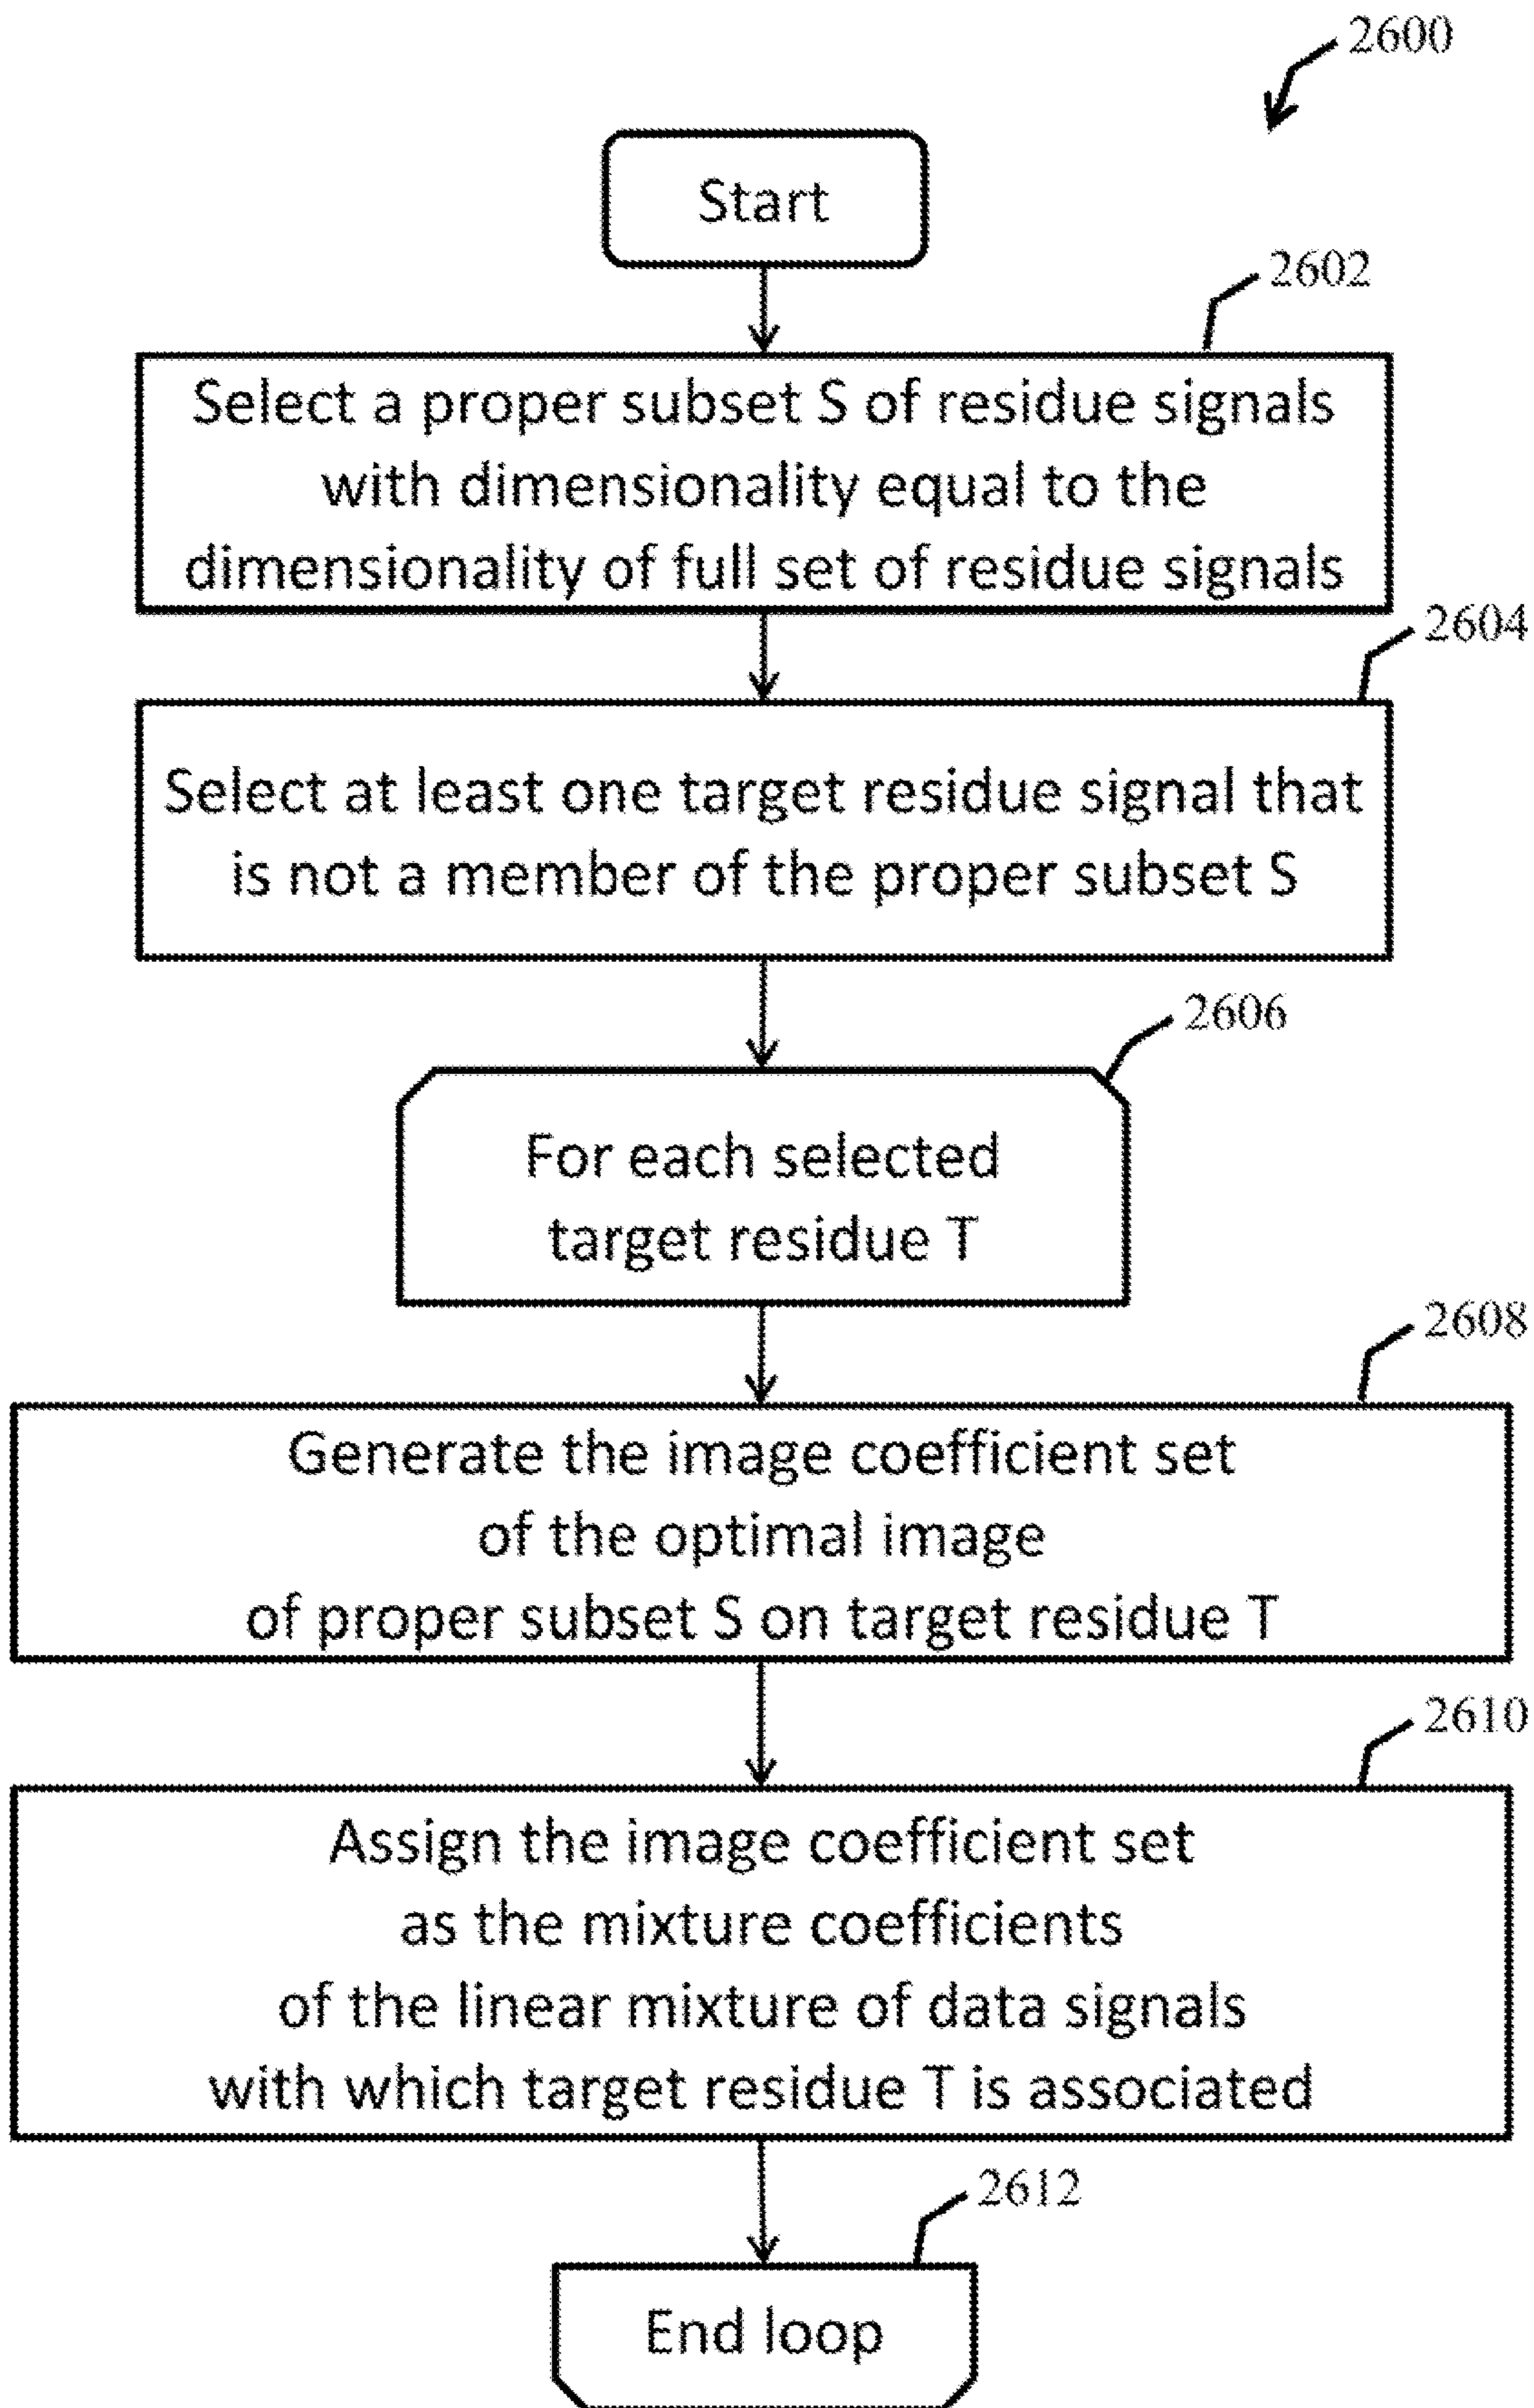 2600
Start
2602
Select a proper subset S of residue signals
with dimensionality equal to the
dimensionality of full set of residue signals
2604
Select at least one target residue signal that
is not a member of the proper subset S
2606
For each selected
target residue T
2608
Generate the image coefficient set
of the optimal image
of proper subset S on target residue T
2610
Assign the image coefficient set
as the mixture coefficients
of the linear mixture of data signals
with which target residue T is associated
2612
End loop